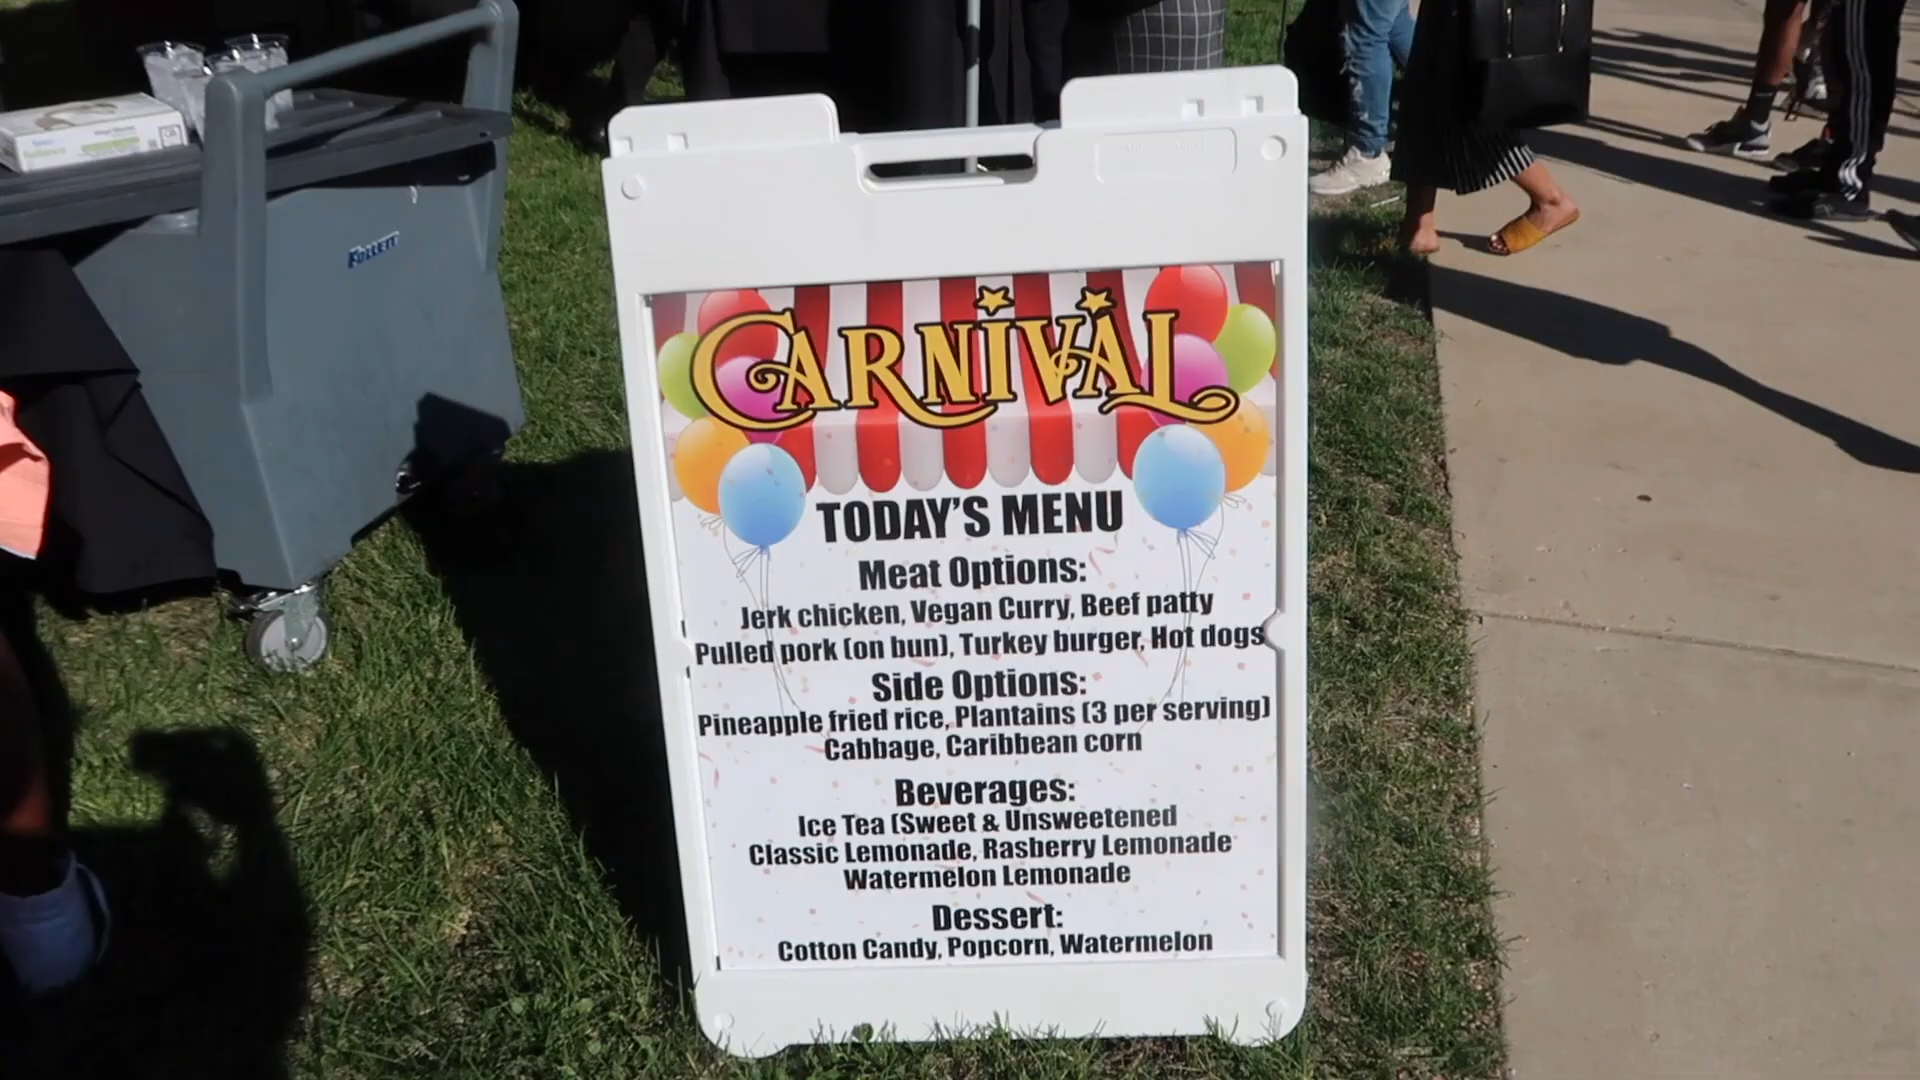 FOLLETT
CARNIVAL
TODAY'S MENU
Meat Options:
Jerk chicken, Vegan Curry, Beef patty
Pulled pork (on bun), Turkey burger, Hot dogs
Side Options:
Pineapple fried rice, Plantains (3 per serving)
Cabbage, Caribbean corn
Beverages:
Ice Tea (Sweet & Unsweetened
Classic Lemonade, Rasberry Lemonade
Watermelon Lemonade
Dessert:
Cotton Candy, Popcorn, Watermelon